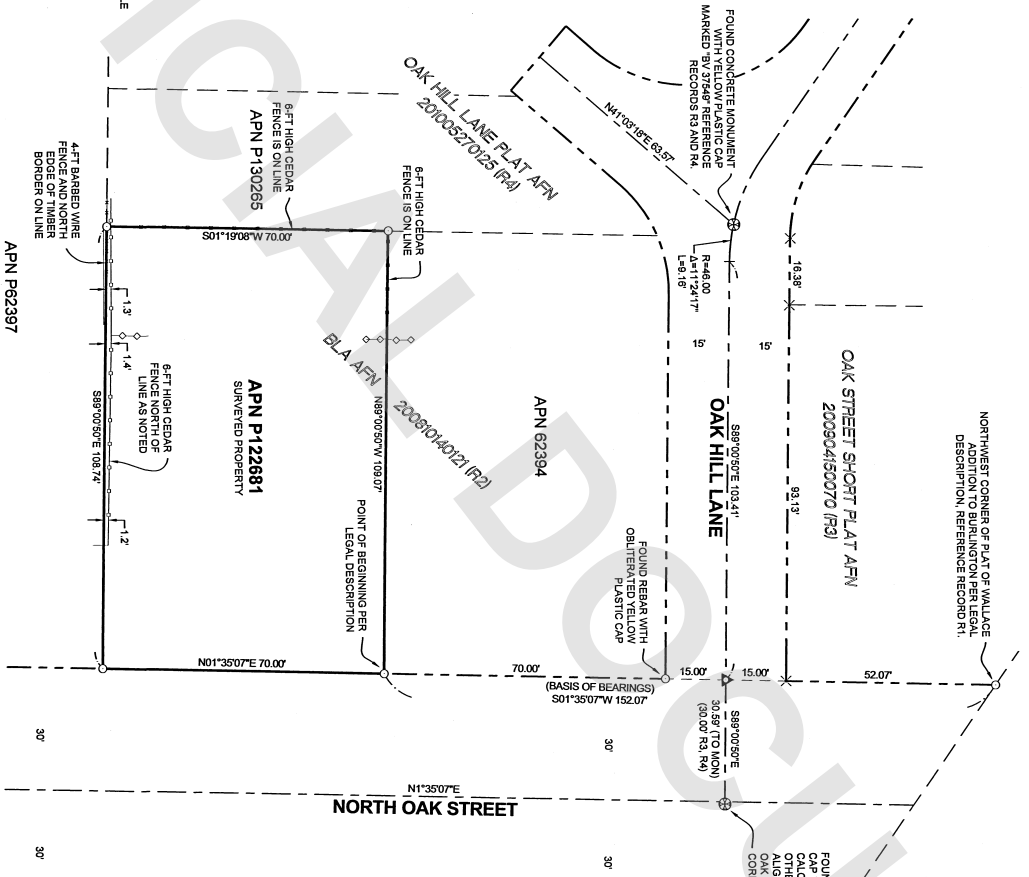 FOUND CONCRETE MONUMENT
WITH YELLOW PLASTIC CAP
MARKED "BV 37549" REFERENCE
RECORDS R3 AND R4.
N41°03'18"E 63.57'
OAK HILL LANE PLAT AFN
201005270125 (R4)
6-FT HIGH CEDAR
FENCE IS ON LINE
APN P130265
6-FT HIGH CEDAR
FENCE IS ON LINE
4-FT BARBED WIRE
FENCE AND NORTH
EDGE OF TIMBER
BORDER ON LINE
APN P62397
S01°19'08"W 70.00'
R=46.00
Δ=11°24'17"
L=9.16'
16.38'
15'
15'
1.3'
1.4'
6-FT HIGH CEDAR
FENCE NORTH OF
LINE AS NOTED
S89°00'50"E 108.74'
1.2'
APN P122681
SURVEYED PROPERTY
BLA AFN 200810140121 (R2)
N89°00'50"W 109.07'
APN 62394
OAK HILL LANE
S89°00'50"E 103.41'
93.13'
OAK STREET SHORT PLAT AFN
200904150070 (R3)
NORTHWEST CORNER OF PLAT OF WALLACE
ADDITION TO BURLINGTON PER LEGAL
DESCRIPTION, REFERENCE RECORD R1.
POINT OF BEGINNING PER
LEGAL DESCRIPTION
FOUND REBAR WITH
OBLITERATED YELLOW
PLASTIC CAP
N01°35'07"E 70.00'
70.00'
(BASIS OF BEARINGS)
S01°35'07"W 152.07'
15.00'
15.00'
52.07'
S89°00'50"E
30.59' (TO MON)
(30.00' R3, R4)
30'
30'
N1°35'07"E
NORTH OAK STREET
30'
30'
FOUN
CAP
CALC
OTHE
ALIG
OAK
COR
LE
CIAL DOCU